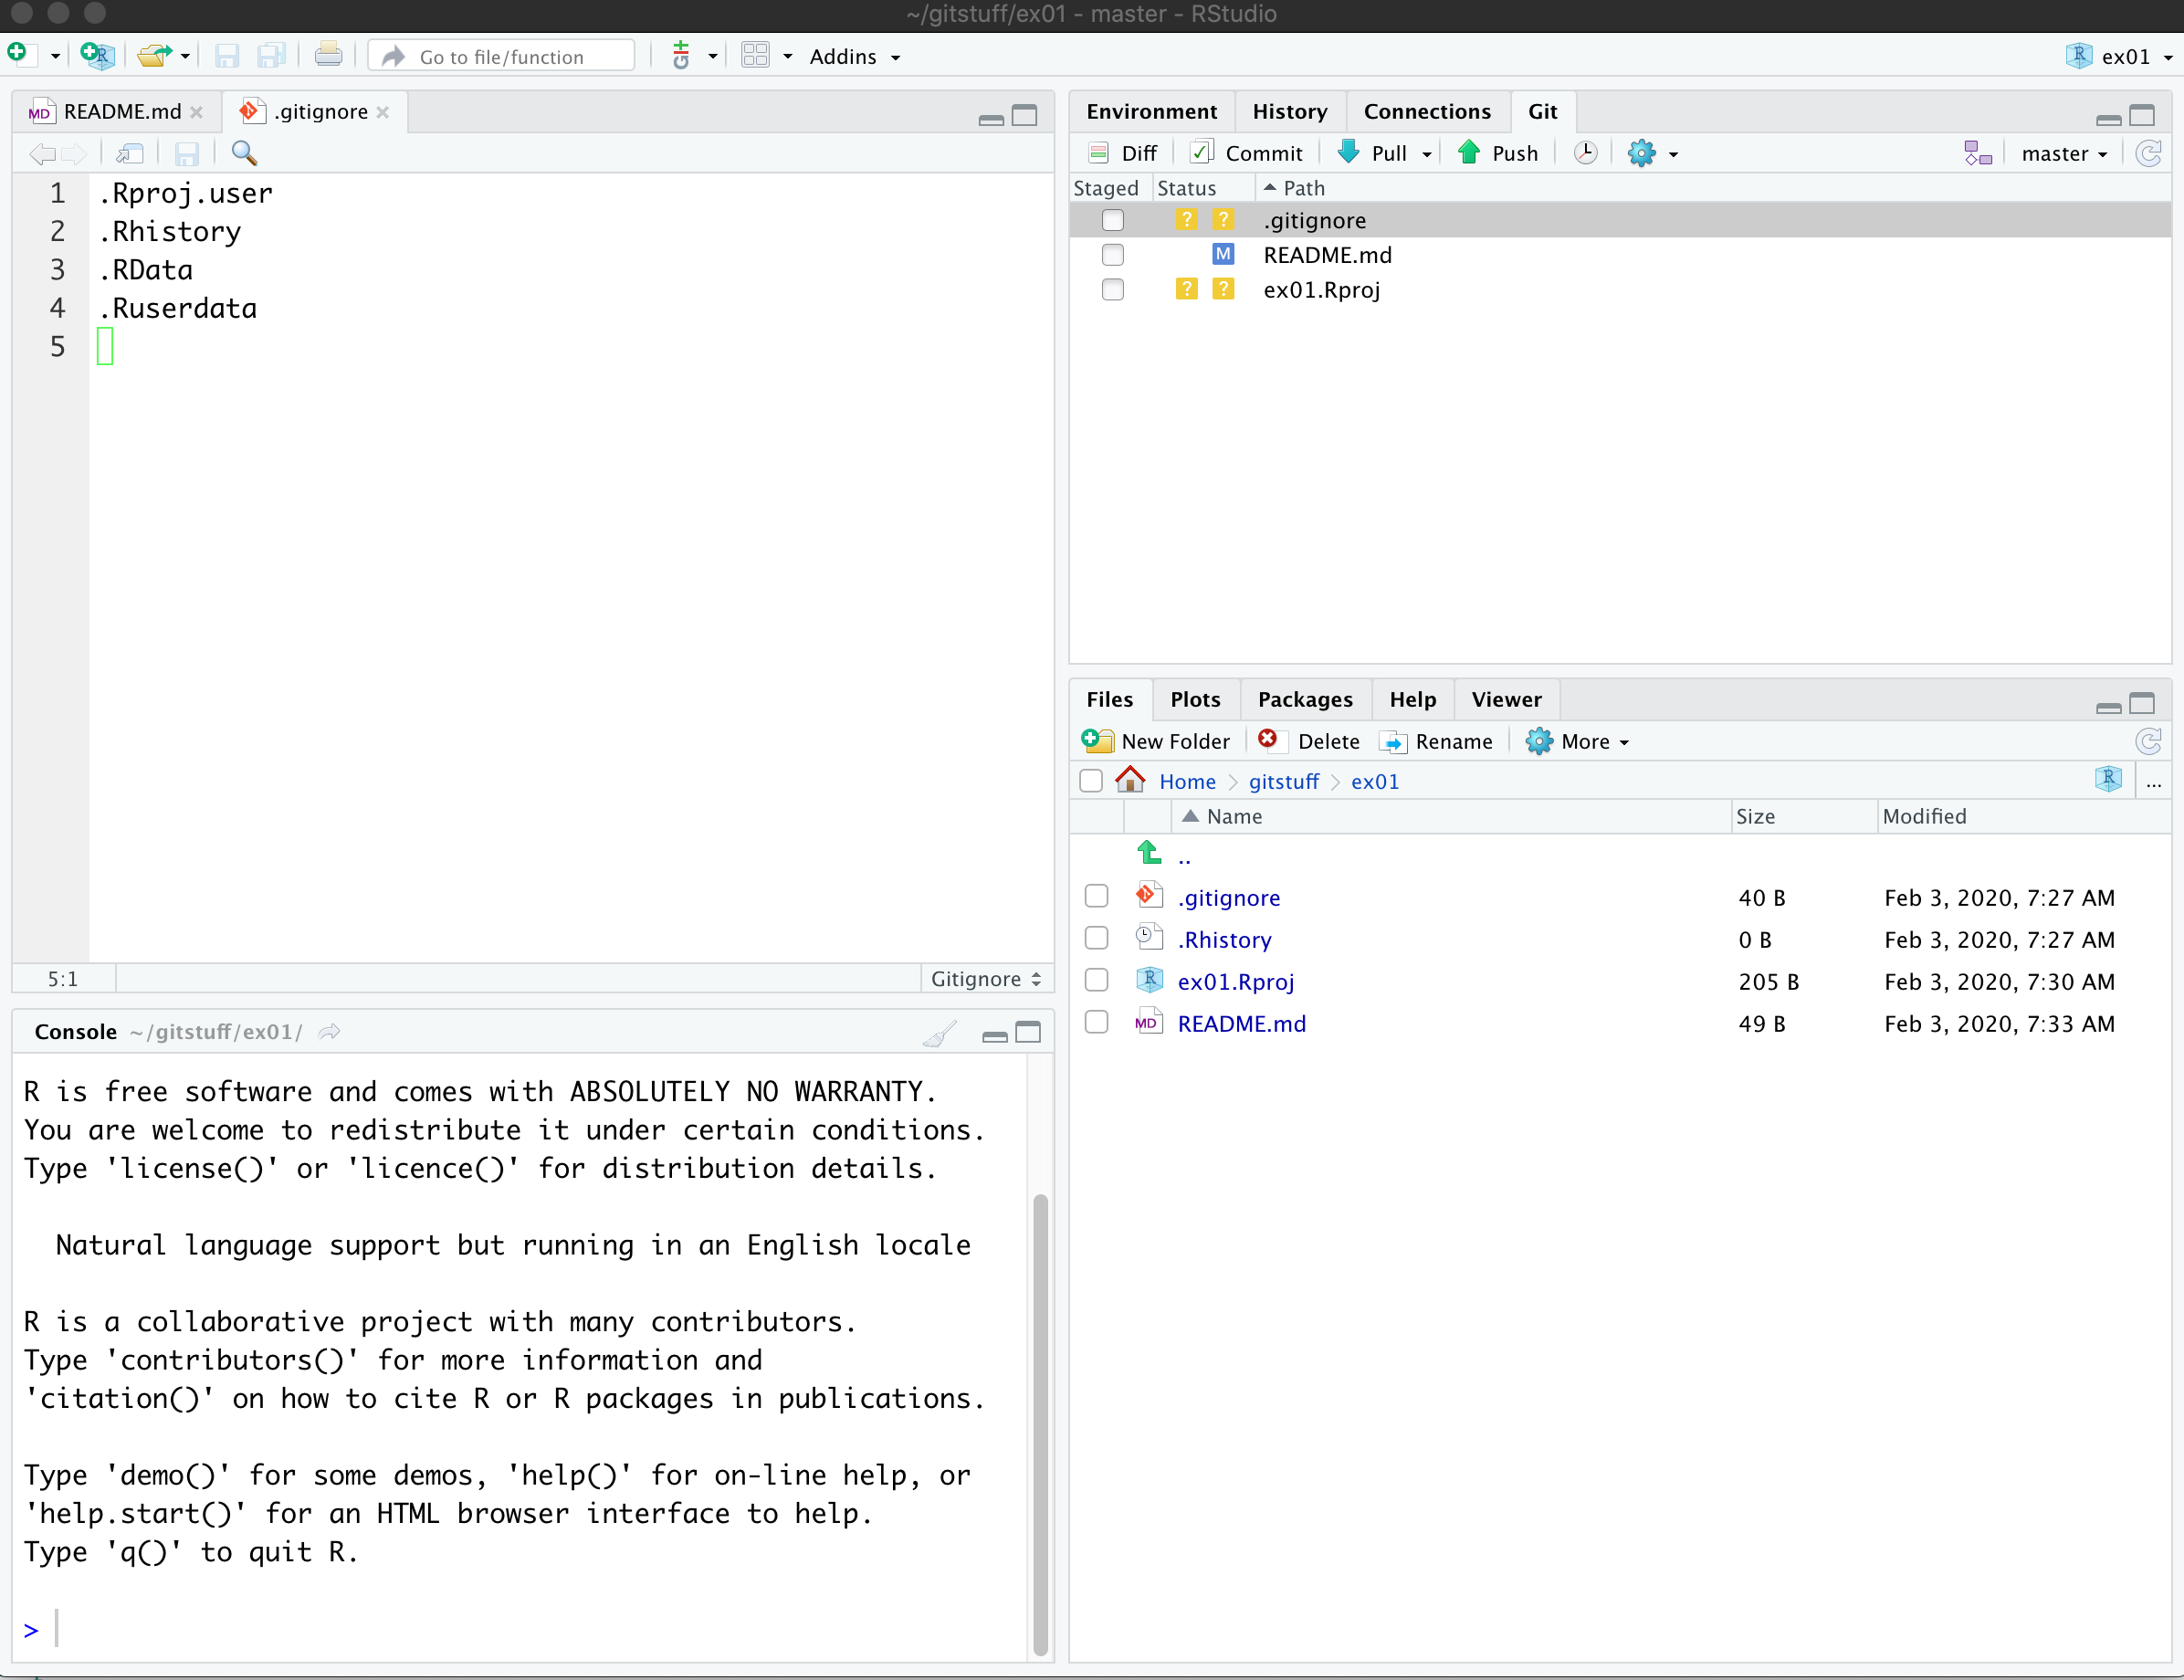 ~/gitstuff/ex01 - master - RStudio
Go to file/function
Addins
ex01
README.md
.gitignore
1 .Rproj.user
2 .Rhistory
3 .RData
4 .Ruserdata
5
5:1
Gitignore
Console ~/gitstuff/ex01/
R is free software and comes with ABSOLUTELY NO WARRANTY.
You are welcome to redistribute it under certain conditions.
Type 'license()' or 'licence()' for distribution details.
Natural language support but running in an English locale
R is a collaborative project with many contributors.
Type 'contributors()' for more information and
'citation()' on how to cite R or R packages in publications.
Type 'demo()' for some demos, 'help()' for on-line help, or
'help.start()' for an HTML browser interface to help.
Type 'q()' to quit R.
>
Environment History Connections Git
Diff Commit Pull Push master
Staged Status Path
? ? .gitignore
M README.md
? ? ex01.Rproj
Files Plots Packages Help Viewer
New Folder Delete Rename More
Home gitstuff ex01 R ...
Name Size Modified
..
.gitignore 40 B Feb 3, 2020, 7:27 AM
.Rhistory 0 B Feb 3, 2020, 7:27 AM
R ex01.Rproj 205 B Feb 3, 2020, 7:30 AM
MD README.md 49 B Feb 3, 2020, 7:33 AM